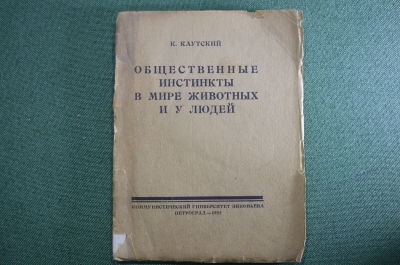 К. КАУТСКИЙ
ОБЩЕСТВЕННЫЕ
ИНСТИНКТЫ
В МИРЕ ЖИВОТНЫХ
И У ЛЮДЕЙ
КОММУНИСТИЧЕСКИЙ УНИВЕРСИТЕТ ЗИНОВЬЕВА
ПЕТРОГРАД—